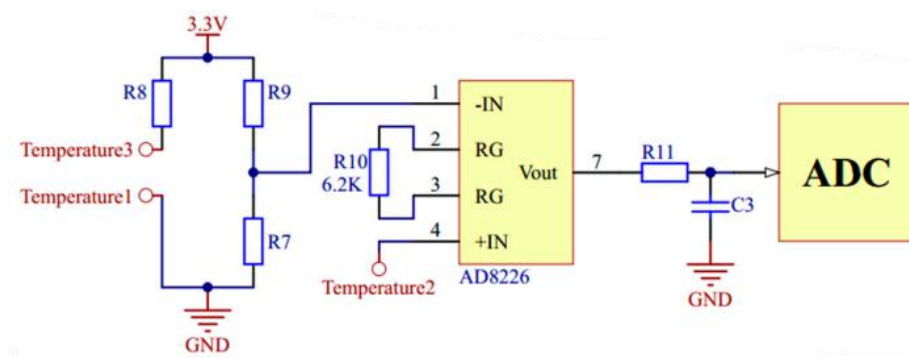 3.3V
R8
R9
Temperature3
Temperature1
R7
R10
6.2K
1
-IN
2
RG
3
RG
4
+IN
Vout
7
AD8226
Temperature2
R11
C3
ADC
GND
GND